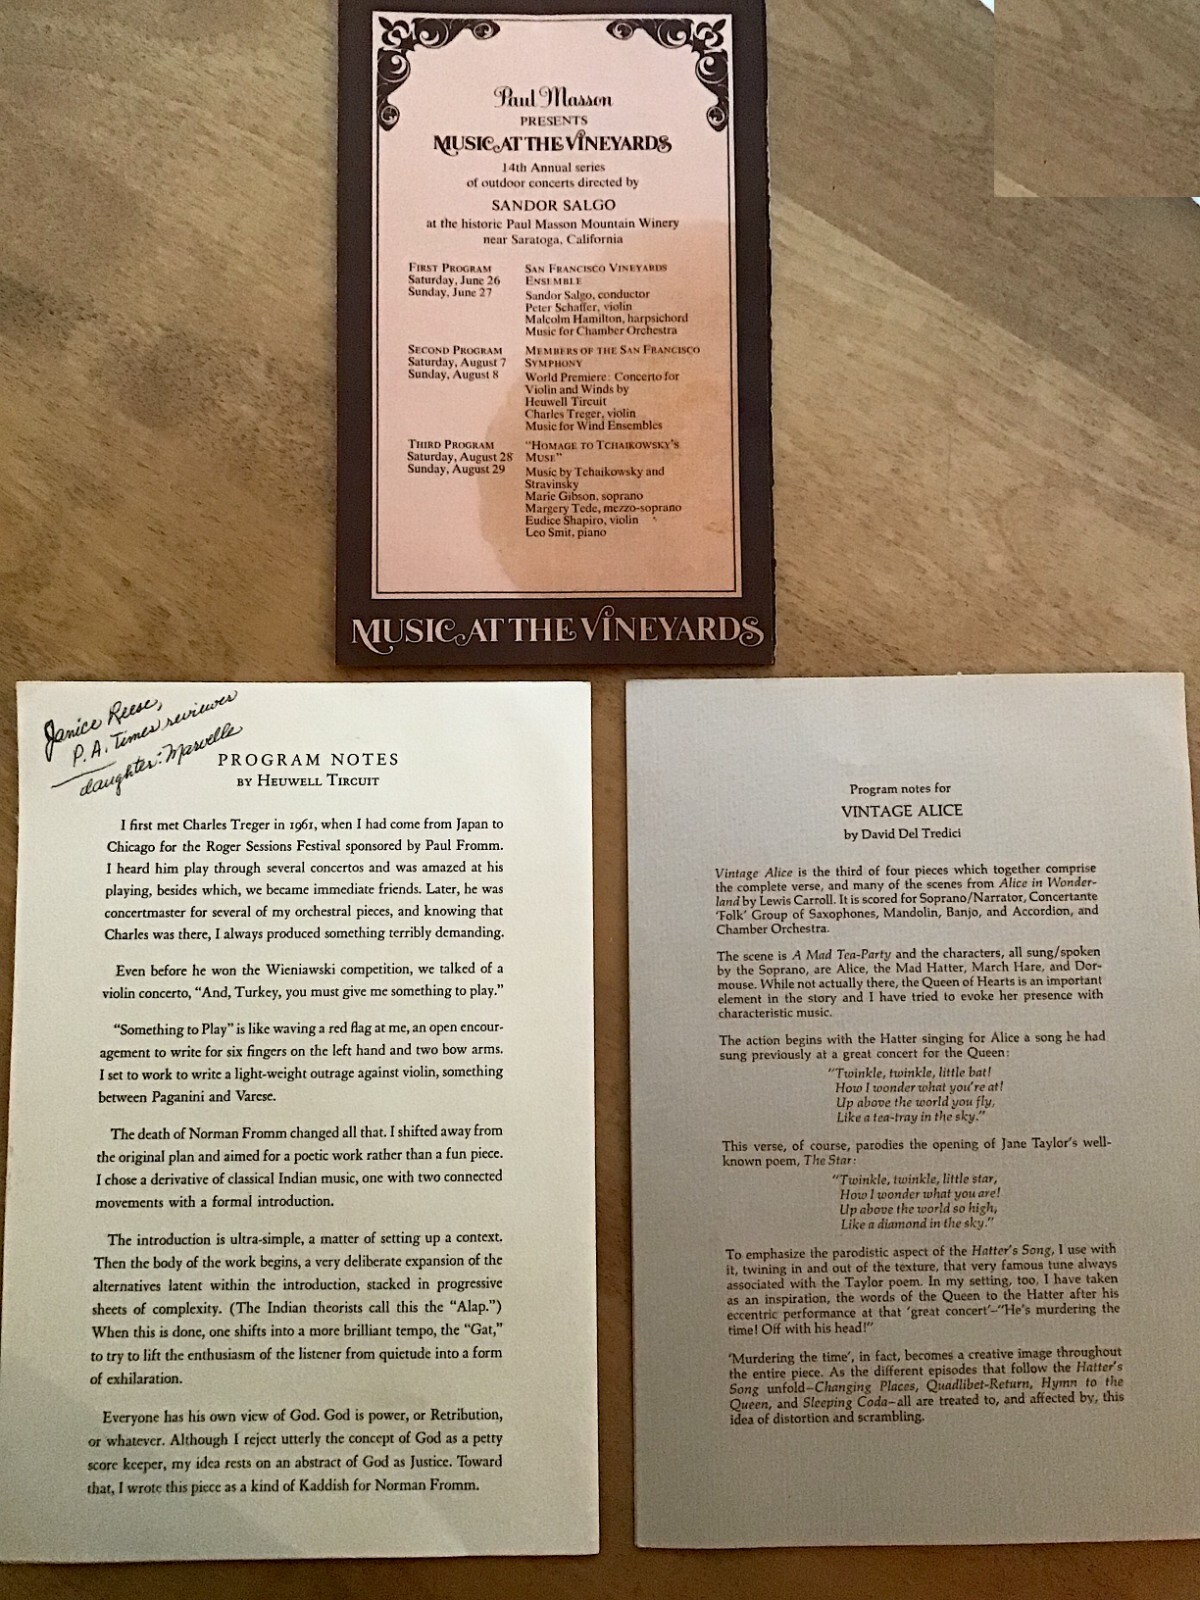 Paul Masson
PRESENTS
MUSIC AT THE VINEYARDS
14th Annual series
of outdoor concerts directed by
SANDOR SALGO
at the historic Paul Masson Mountain Winery
near Saratoga, California
FIRST PROGRAM
Saturday, June 26
Sunday, June 27
SAN FRANCISCO VINEYARDS
ENSEMBLE
Sandor Salgo, conductor
Peter Schaffer, violin
Malcolm Hamilton, harpsichord
Music for Chamber Orchestra
SECOND PROGRAM
Saturday, August 7
Sunday, August 8
MEMBERS OF THE SAN FRANCISCO
SYMPHONY
World Premiere: Concerto for
Violin and Winds by
Heuwell Tircuit
Charles Treger, violin
Music for Wind Ensembles
THIRD PROGRAM
Saturday, August 28
Sunday, August 29
"HOMAGE TO TCHAIKOWSKY'S
MUSE"
Music by Tchaikowsky and
Stravinsky
Marie Gibson, soprano
Margery Tede, mezzo-soprano
Eudice Shapiro, violin
Leo Smit, piano
MUSIC AT THE VINEYARDS
Janice Reese,
P.A. Times reviewer
daughter: Marvelle
PROGRAM NOTES
BY HEUWELL TIRCUIT
I first met Charles Treger in 1961, when I had come from Japan to
Chicago for the Roger Sessions Festival sponsored by Paul Fromm.
I heard him play through several concertos and was amazed at his
playing, besides which, we became immediate friends. Later, he was
concertmaster for several of my orchestral pieces, and knowing that
Charles was there, I always produced something terribly demanding.
Even before he won the Wieniawski competition, we talked of a
violin concerto, "And, Turkey, you must give me something to play."
"Something to Play" is like waving a red flag at me, an open encour-
agement to write for six fingers on the left hand and two bow arms.
I set to work to write a light-weight outrage against violin, something
between Paganini and Varese.
The death of Norman Fromm changed all that. I shifted away from
the original plan and aimed for a poetic work rather than a fun piece.
I chose a derivative of classical Indian music, one with two connected
movements with a formal introduction.
The introduction is ultra-simple, a matter of setting up a context.
Then the body of the work begins, a very deliberate expansion of the
alternatives latent within the introduction, stacked in progressive
sheets of complexity. (The Indian theorists call this the "Alap.")
When this is done, one shifts into a more brilliant tempo, the "Gat,"
to try to lift the enthusiasm of the listener from quietude into a form
of exhilaration.
Everyone has his own view of God. God is power, or Retribution,
or whatever. Although I reject utterly the concept of God as a petty
score keeper, my idea rests on an abstract of God as Justice. Toward
that, I wrote this piece as a kind of Kaddish for Norman Fromm.
Program notes for
VINTAGE ALICE
by David Del Tredici
Vintage Alice is the third of four pieces which together comprise
the complete verse, and many of the scenes from Alice in Wonder-
land by Lewis Carroll. It is scored for Soprano/Narrator, Concertante
'Folk' Group of Saxophones, Mandolin, Banjo, and Accordion, and
Chamber Orchestra.
The scene is A Mad Tea-Party and the characters, all sung/spoken
by the Soprano, are Alice, the Mad Hatter, March Hare, and Dor-
mouse. While not actually there, the Queen of Hearts is an important
element in the story and I have tried to evoke her presence with
characteristic music.
The action begins with the Hatter singing for Alice a song he had
sung previously at a great concert for the Queen:
"Twinkle, twinkle, little bat!
How I wonder what you're at!
Up above the world you fly,
Like a tea-tray in the sky."
This verse, of course, parodies the opening of Jane Taylor's well-
known poem, The Star:
"Twinkle, twinkle, little star,
How I wonder what you are!
Up above the world so high,
Like a diamond in the sky."
To emphasize the parodistic aspect of the Hatter's Song, I use with
it, twining in and out of the texture, that very famous tune always
associated with the Taylor poem. In my setting, too, I have taken
as an inspiration, the words of the Queen to the Hatter after his
eccentric performance at that 'great concert'—"He's murdering the
time! Off with his head!"
'Murdering the time', in fact, becomes a creative image throughout
the entire piece. As the different episodes that follow the Hatter's
Song unfold—Changing Places, Quadlibet-Return, Hymn to the
Queen, and Sleeping Coda—all are treated to, and affected by, this
idea of distortion and scrambling.